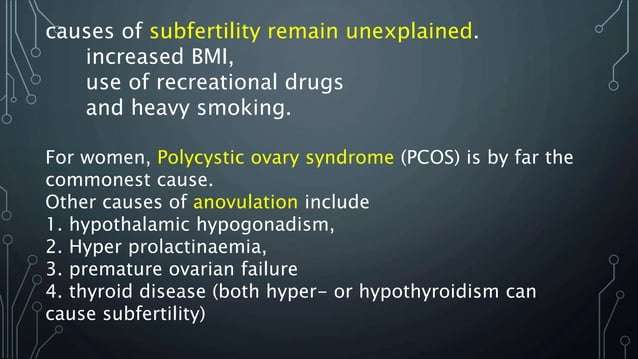 causes of subfertility remain unexplained.
increased BMI,
use of recreational drugs
and heavy smoking.
For women, Polycystic ovary syndrome (PCOS) is by far the
commonest cause.
Other causes of anovulation include
1. hypothalamic hypogonadism,
2. Hyper prolactinaemia,
3. premature ovarian failure
4. thyroid disease (both hyper- or hypothyroidism can
cause subfertility)